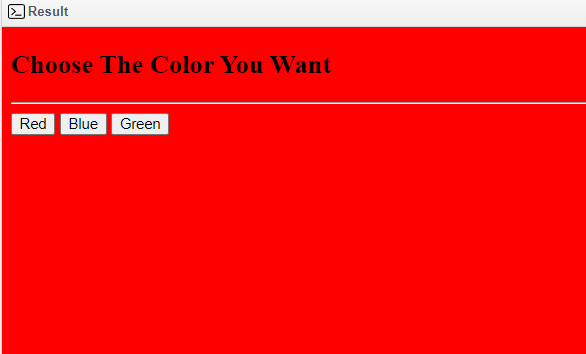 Result
Choose The Color You Want
Red Blue Green